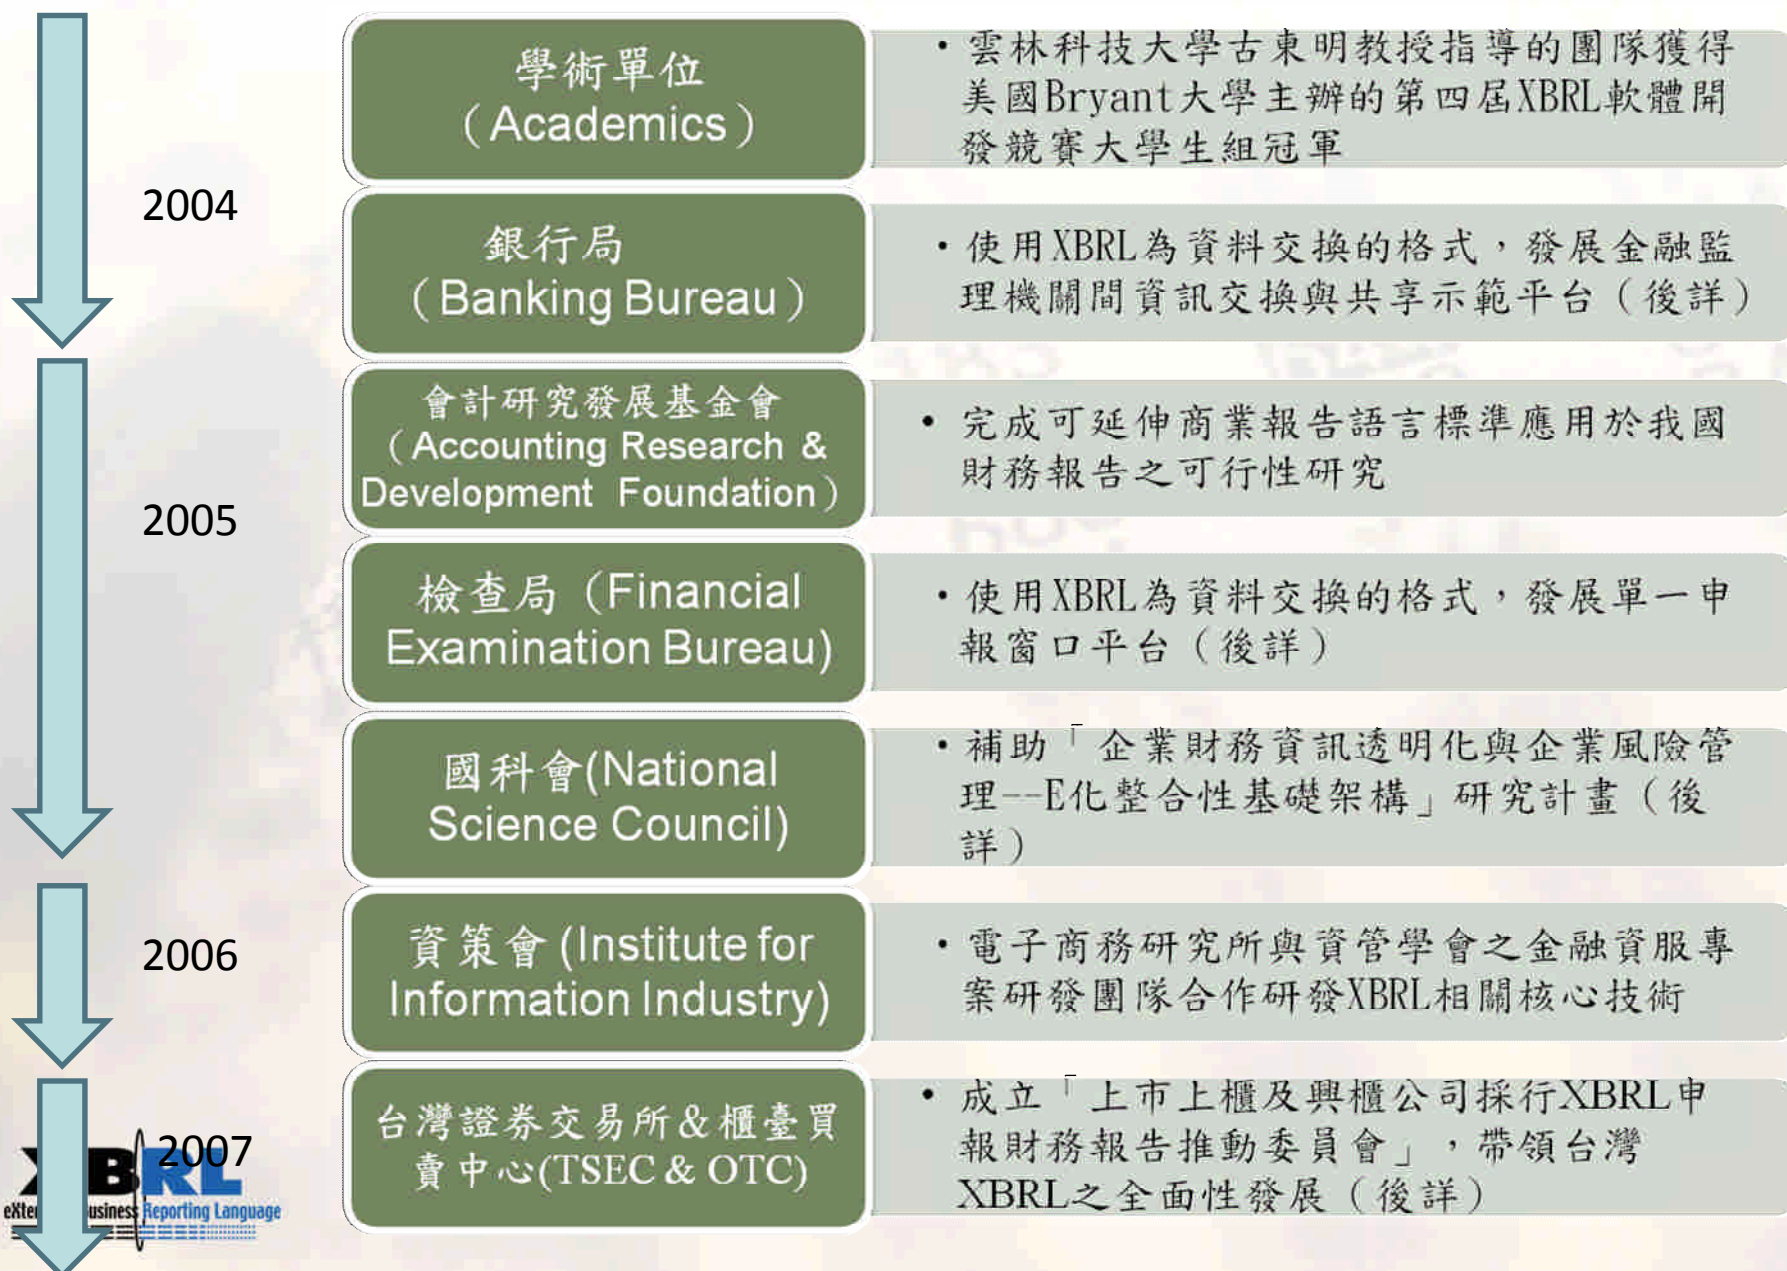 2004
學術單位
（Academics）
•雲林科技大學古東明教授指導的團隊獲得
美國Bryant大學主辦的第四屆XBRL軟體開
發競賽大學生組冠軍
銀行局
（Banking Bureau）
•使用XBRL為資料交換的格式，發展金融監
理機關間資訊交換與共享示範平台（後詳）
2005
會計研究發展基金會
（Accounting Research &
Development Foundation）
•完成可延伸商業報告語言標準應用於我國
財務報告之可行性研究
檢查局（Financial
Examination Bureau)
•使用XBRL為資料交換的格式，發展單一申
報窗口平台（後詳）
國科會(National
Science Council)
•補助「企業財務資訊透明化與企業風險管
理--E化整合性基礎架構」研究計畫（後
詳）
2006
資策會(Institute for
Information Industry)
•電子商務研究所與資管學會之金融資服專
案研發團隊合作研發XBRL相關核心技術
2007
台灣證券交易所&櫃臺買
賣中心(TSEC & OTC)
•成立「上市上櫃及興櫃公司採行XBRL申
報財務報告推動委員會」，帶領台灣
XBRL之全面性發展（後詳）
XBRL
Reporting Language